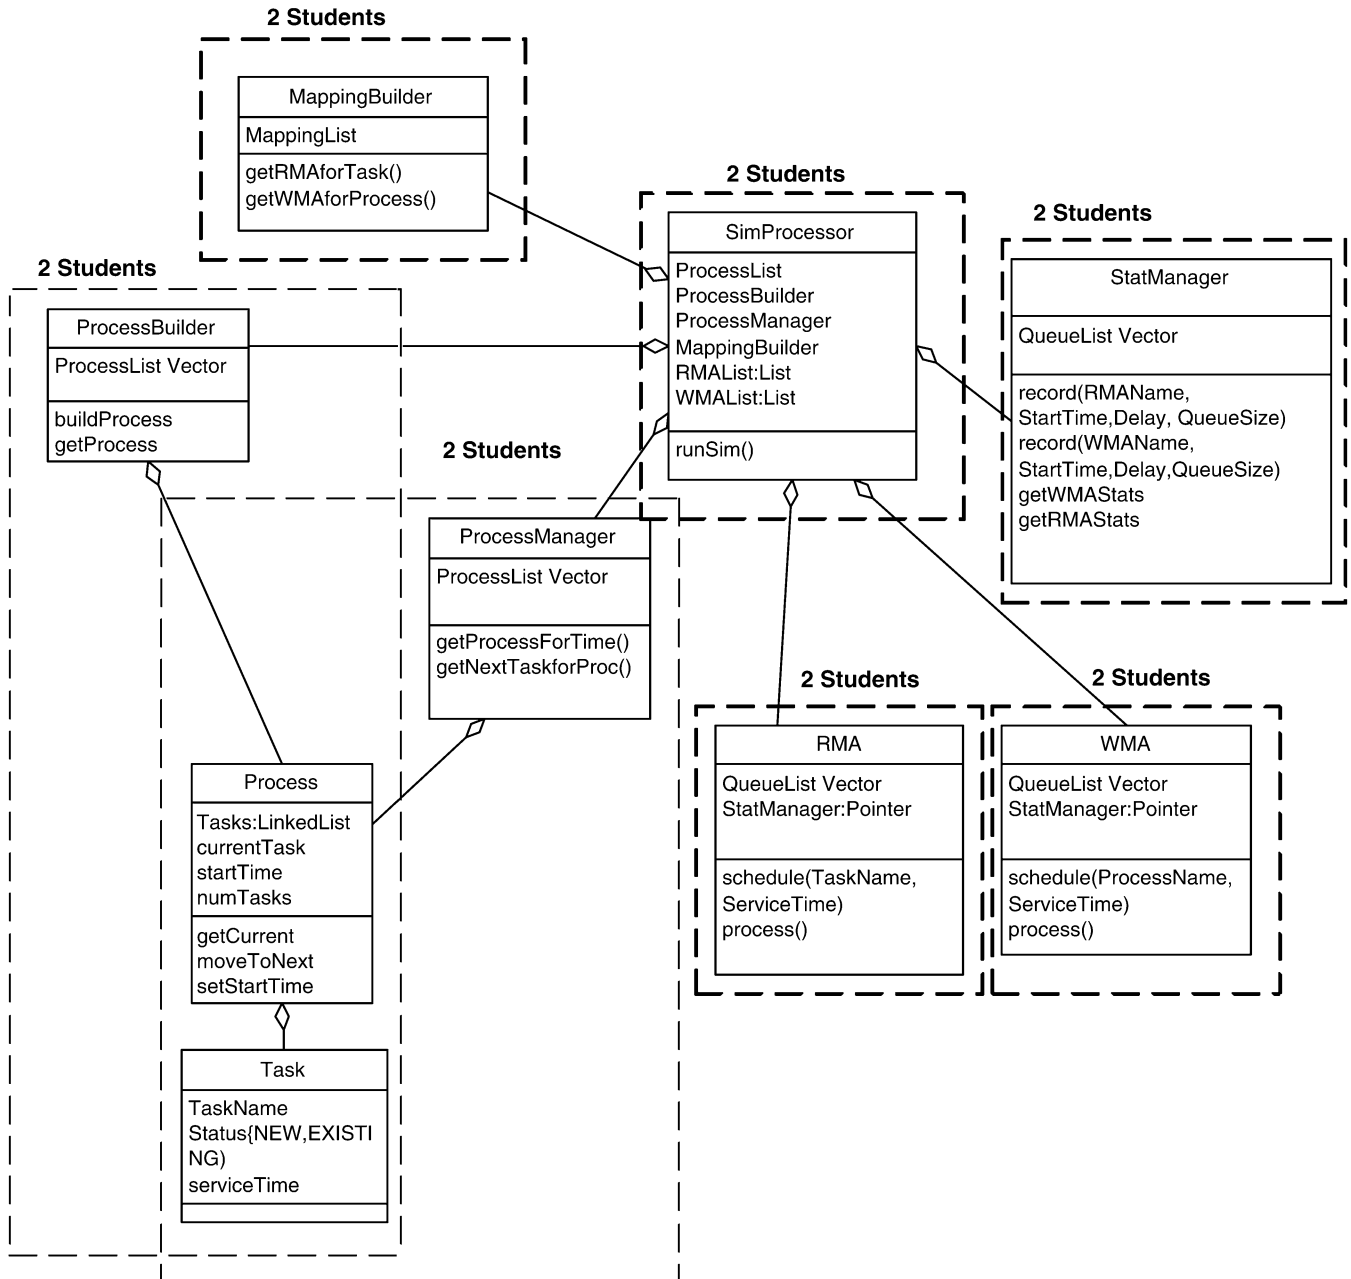 2 Students
MappingBuilder
MappingList
getRMAforTask()
getWMAforProcess()
2 Students
SimProcessor
ProcessList
ProcessBuilder
ProcessManager
MappingBuilder
RMAList:List
WMAList:List
runSim()
2 Students
StatManager
QueueList Vector
record(RMAName,
StartTime,Delay, QueueSize)
record(WMAName,
StartTime,Delay,QueueSize)
getWMAStats
getRMAStats
2 Students
ProcessBuilder
ProcessList Vector
buildProcess
getProcess
2 Students
ProcessManager
ProcessList Vector
getProcessForTime()
getNextTaskforProc()
2 Students
RMA
QueueList Vector
StatManager:Pointer
schedule(TaskName,
ServiceTime)
process()
2 Students
WMA
QueueList Vector
StatManager:Pointer
schedule(ProcessName,
ServiceTime)
process()
Process
Tasks:LinkedList
currentTask
startTime
numTasks
getCurrent
moveToNext
setStartTime
Task
TaskName
Status{NEW,EXISTI
NG)
serviceTime